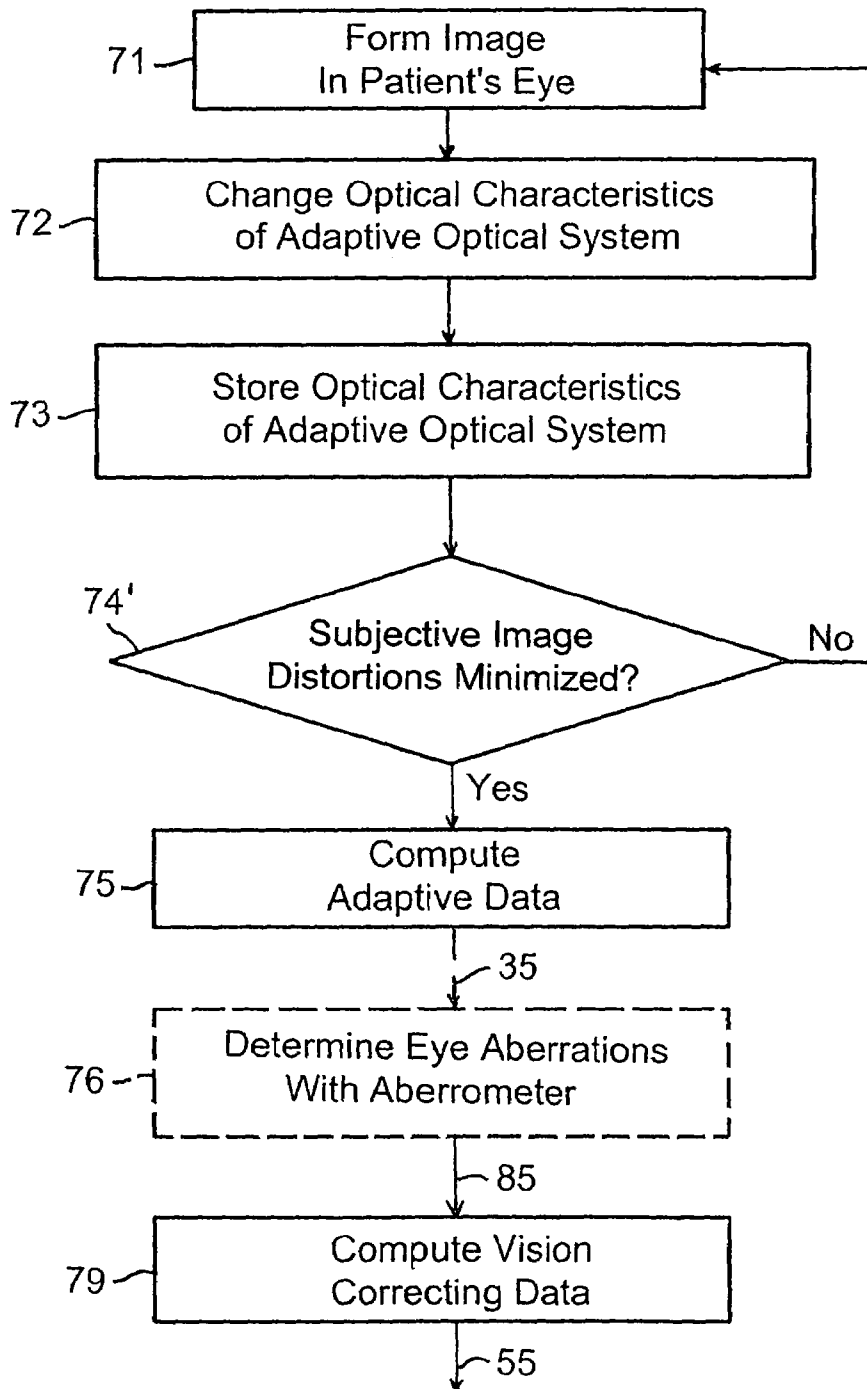 71
Form Image
In Patient's Eye
72
Change Optical Characteristics
of Adaptive Optical System
73
Store Optical Characteristics
of Adaptive Optical System
74'
Subjective Image
Distortions Minimized?
No
Yes
75
Compute
Adaptive Data
35
76
Determine Eye Aberrations
With Aberrometer
85
79
Compute Vision
Correcting Data
55